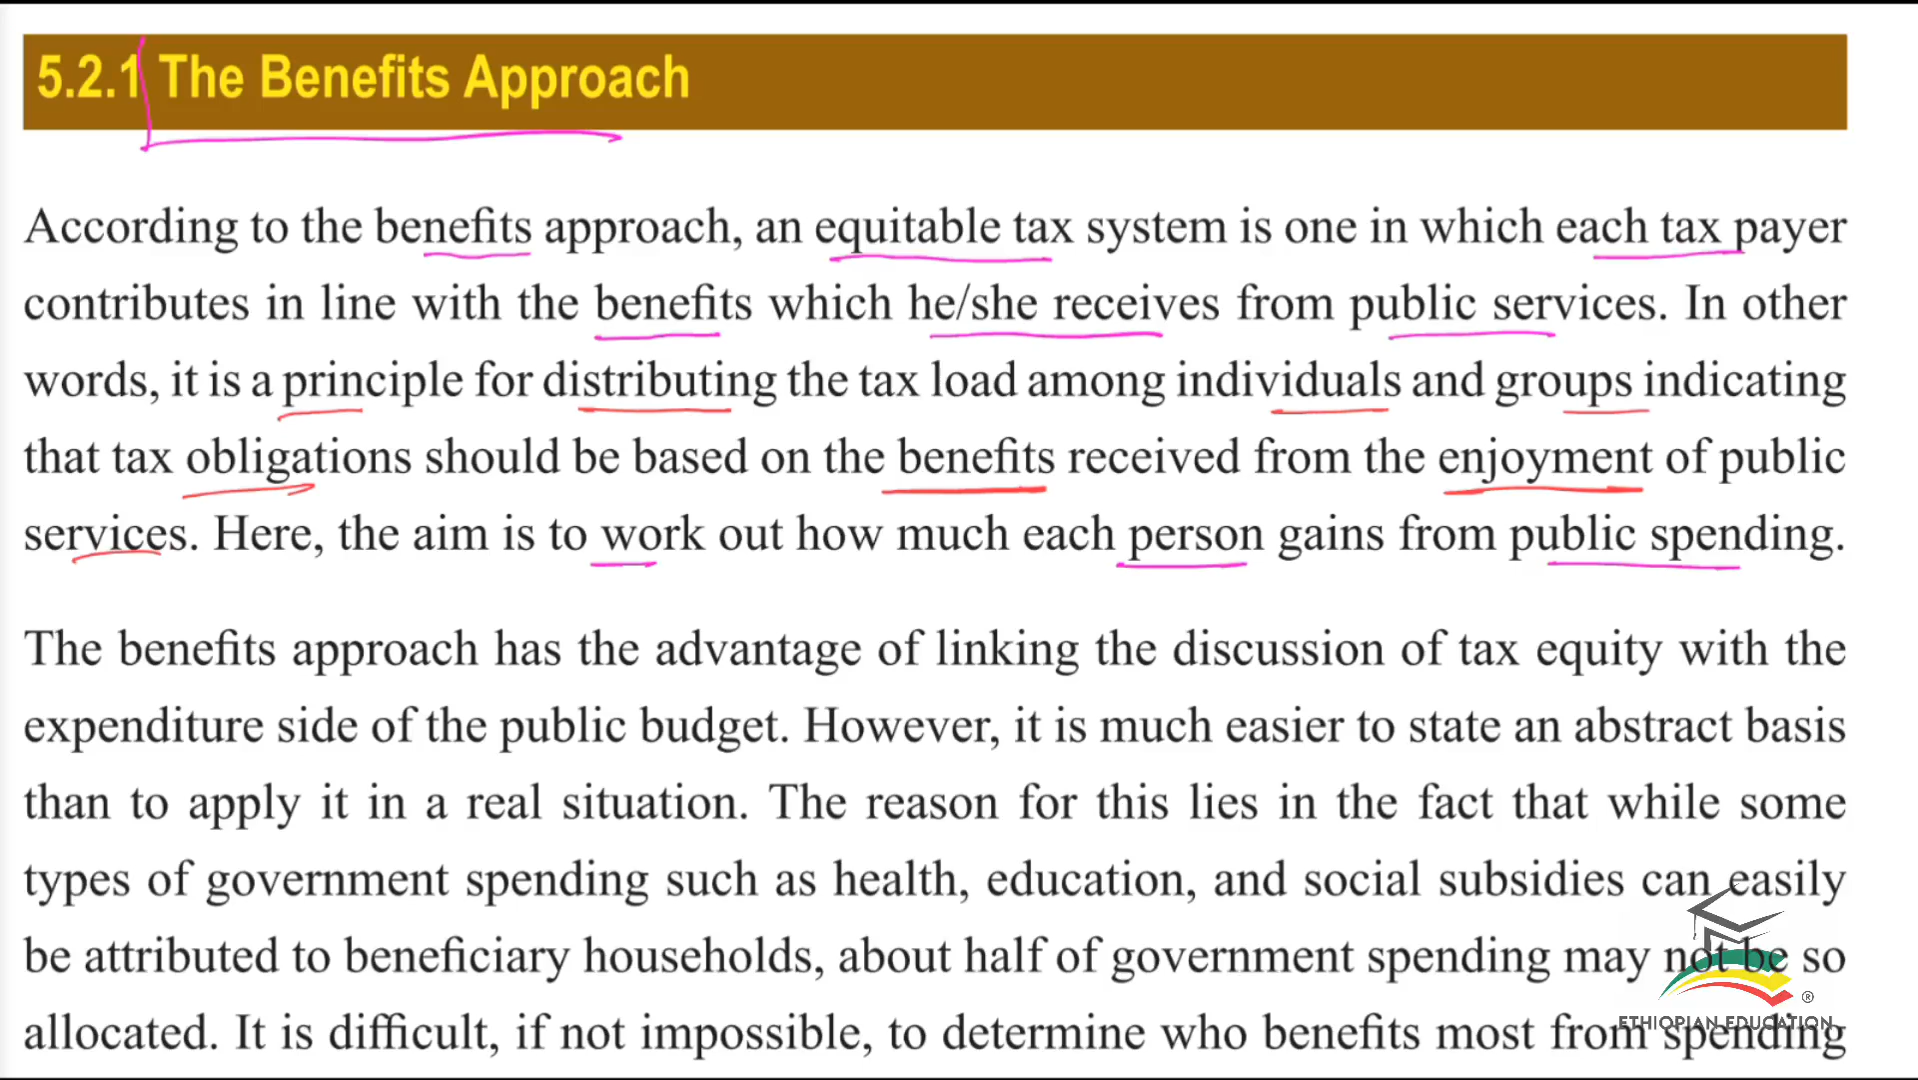 5.2.1 The Benefits Approach
According to the benefits approach, an equitable tax system is one in which each tax payer
contributes in line with the benefits which he/she receives from public services. In other
words, it is a principle for distributing the tax load among individuals and groups indicating
that tax obligations should be based on the benefits received from the enjoyment of public
services. Here, the aim is to work out how much each person gains from public spending.
The benefits approach has the advantage of linking the discussion of tax equity with the
expenditure side of the public budget. However, it is much easier to state an abstract basis
than to apply it in a real situation. The reason for this lies in the fact that while some
types of government spending such as health, education, and social subsidies can easily
be attributed to beneficiary households, about half of government spending may not be so
allocated. It is difficult, if not impossible, to determine who benefits most from spending
®
ETHIOPIAN EDUCATION